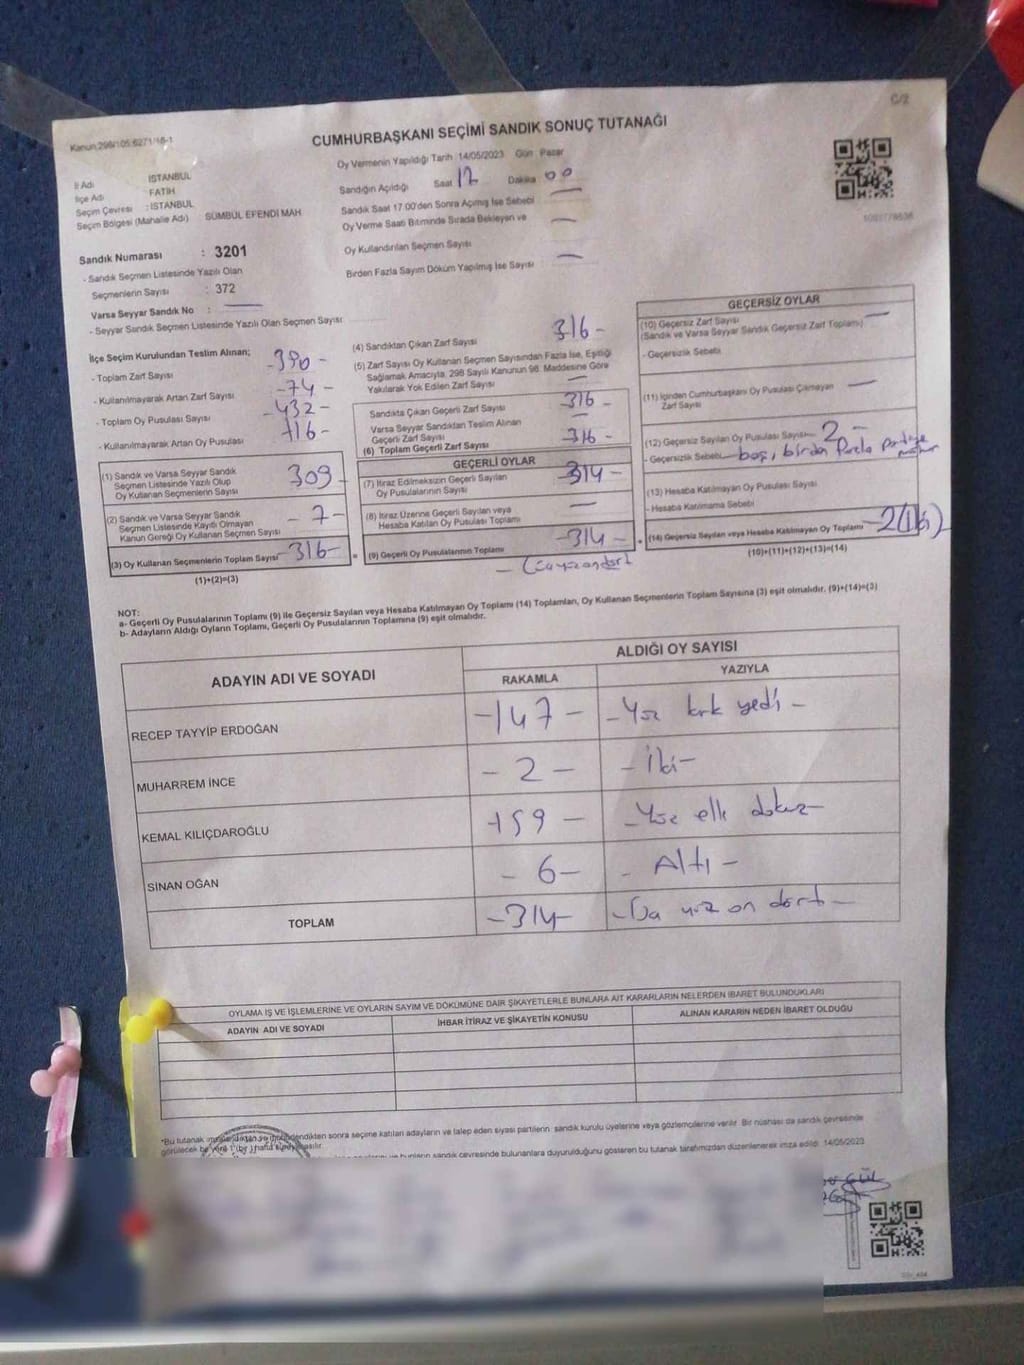 C/2
Kanun:298/105;6271/16-1
CUMHURBAŞKANI SEÇİMİ SANDIK SONUÇ TUTANAĞI
İl Adı : İSTANBUL
İlçe Adı : FATİH
Seçim Çevresi : İSTANBUL
Seçim Bölgesi (Mahalle Adı) SÜMBÜL EFENDİ MAH.
Oy Vermenin Yapıldığı Tarih 14/05/2023 Gün : Pazar
Sandığın Açıldığı Saat 17 Dakika 00
Sandık Saat 17:00'den Sonra Açılmış İse Sebebi —
Oy Verme Saati Bitiminde Sırada Bekleyen ve
Oy Kullandırılan Seçmen Sayısı —
Birden Fazla Sayım Döküm Yapılmış İse Sayısı —
Sandık Numarası : 3201
- Sandık Seçmen Listesinde Yazılı Olan
Seçmenlerin Sayısı : 372
Varsa Seyyar Sandık No : —
- Seyyar Sandık Seçmen Listesinde Yazılı Olan Seçmen Sayısı
İlçe Seçim Kurulundan Teslim Alınan;
- Toplam Zarf Sayısı -390-
- Kullanılmayarak Artan Zarf Sayısı -74-
- Toplam Oy Pusulası Sayısı -432-
- Kullanılmayarak Artan Oy Pusulası -116-
(1) Sandık ve Varsa Seyyar Sandık
Seçmen Listesinde Yazılı Olup
Oy Kullanan Seçmenlerin Sayısı 309-
(2) Sandık ve Varsa Seyyar Sandık
Seçmen Listesinde Kayıtlı Olmayan
Kanun Gereği Oy Kullanan Seçmen Sayısı -7-
(3) Oy Kullanan Seçmenlerin Toplam Sayısı -316-
(1)+(2)=(3)
(4) Sandıktan Çıkan Zarf Sayısı 316-
(5) Zarf Sayısı Oy Kullanan Seçmen Sayısından Fazla İse, Eşitliği
Sağlamak Amacıyla, 298 Sayılı Kanunun 98. Maddesine Göre
Yakılarak Yok Edilen Zarf Sayısı —
Sandıkta Çıkan Geçerli Zarf Sayısı -316-
Varsa Seyyar Sandıktan Teslim Alınan
Geçerli Zarf Sayısı —
(6) Toplam Geçerli Zarf Sayısı -316-
GEÇERLİ OYLAR
(7) İtiraz Edilmeksizin Geçerli Sayılan
Oy Pusulalarının Sayısı -314-
(8) İtiraz Üzerine Geçerli Sayılan veya
Hesaba Katılan Oy Pusulası Toplamı —
(9) Geçerli Oy Pusulalarının Toplamı -314-
GEÇERSİZ OYLAR
(10) Geçersiz Zarf Sayısı —
(Sandık ve Varsa Seyyar Sandık Geçersiz Zarf Toplamı)
- Geçersizlik Sebebi
(11) İçinden Cumhurbaşkanı Oy Pusulası Çıkmayan
Zarf Sayısı —
(12) Geçersiz Sayılan Oy Pusulası Sayısı 2-
- Geçersizlik Sebebi boş, birden fazla
(13) Hesaba Katılmayan Oy Pusulası Sayısı
- Hesaba Katılmama Sebebi
(14) Geçersiz Sayılan veya Hesaba Katılmayan Oy Toplamı -2(iki)
(10)+(11)+(12)+(13)=(14)
NOT:
a- Geçerli Oy Pusulalarının Toplamı (9) ile Geçersiz Sayılan veya Hesaba Katılmayan Oy Toplamı (14) Toplamları, Oy Kullanan Seçmenlerin Toplam Sayısına (3) eşit olmalıdır. (9)+(14)=(3)
b- Adayların Aldığı Oyların Toplamı, Geçerli Oy Pusulalarının Toplamına (9) eşit olmalıdır.
ADAYIN ADI VE SOYADI ALDIĞI OY SAYISI
RAKAMLA YAZIYLA
RECEP TAYYİP ERDOĞAN -147- -Yüz kırk yedi-
MUHARREM İNCE -2- -İki-
KEMAL KILIÇDAROĞLU -159- -Yüz elli dokuz-
SİNAN OĞAN -6- -Altı-
TOPLAM -314- -Üç yüz on dört-
OYLAMA İŞ VE İŞLEMLERİNE VE OYLARIN SAYIM VE DÖKÜMÜNE DAİR ŞİKAYETLERLE BUNLARA AİT KARARLARIN NELERDEN İBARET BULUNDUKLARI
ADAYIN ADI VE SOYADI İHBAR İTİRAZ VE ŞİKAYETİN KONUSU ALINAN KARARIN NEDEN İBARET OLDUĞU
sonra seçime katılan adayların ve talep eden siyasi partilerin sandık kurulu üyelerine veya gözlemcilerine verilir. Bir nüshası da sandık çevresinde
sandık çevresinde bulunanlara duyurulduğunu gösteren bu tutanak tarafımızdan düzenlenerek imza edildi. 14/05/2023